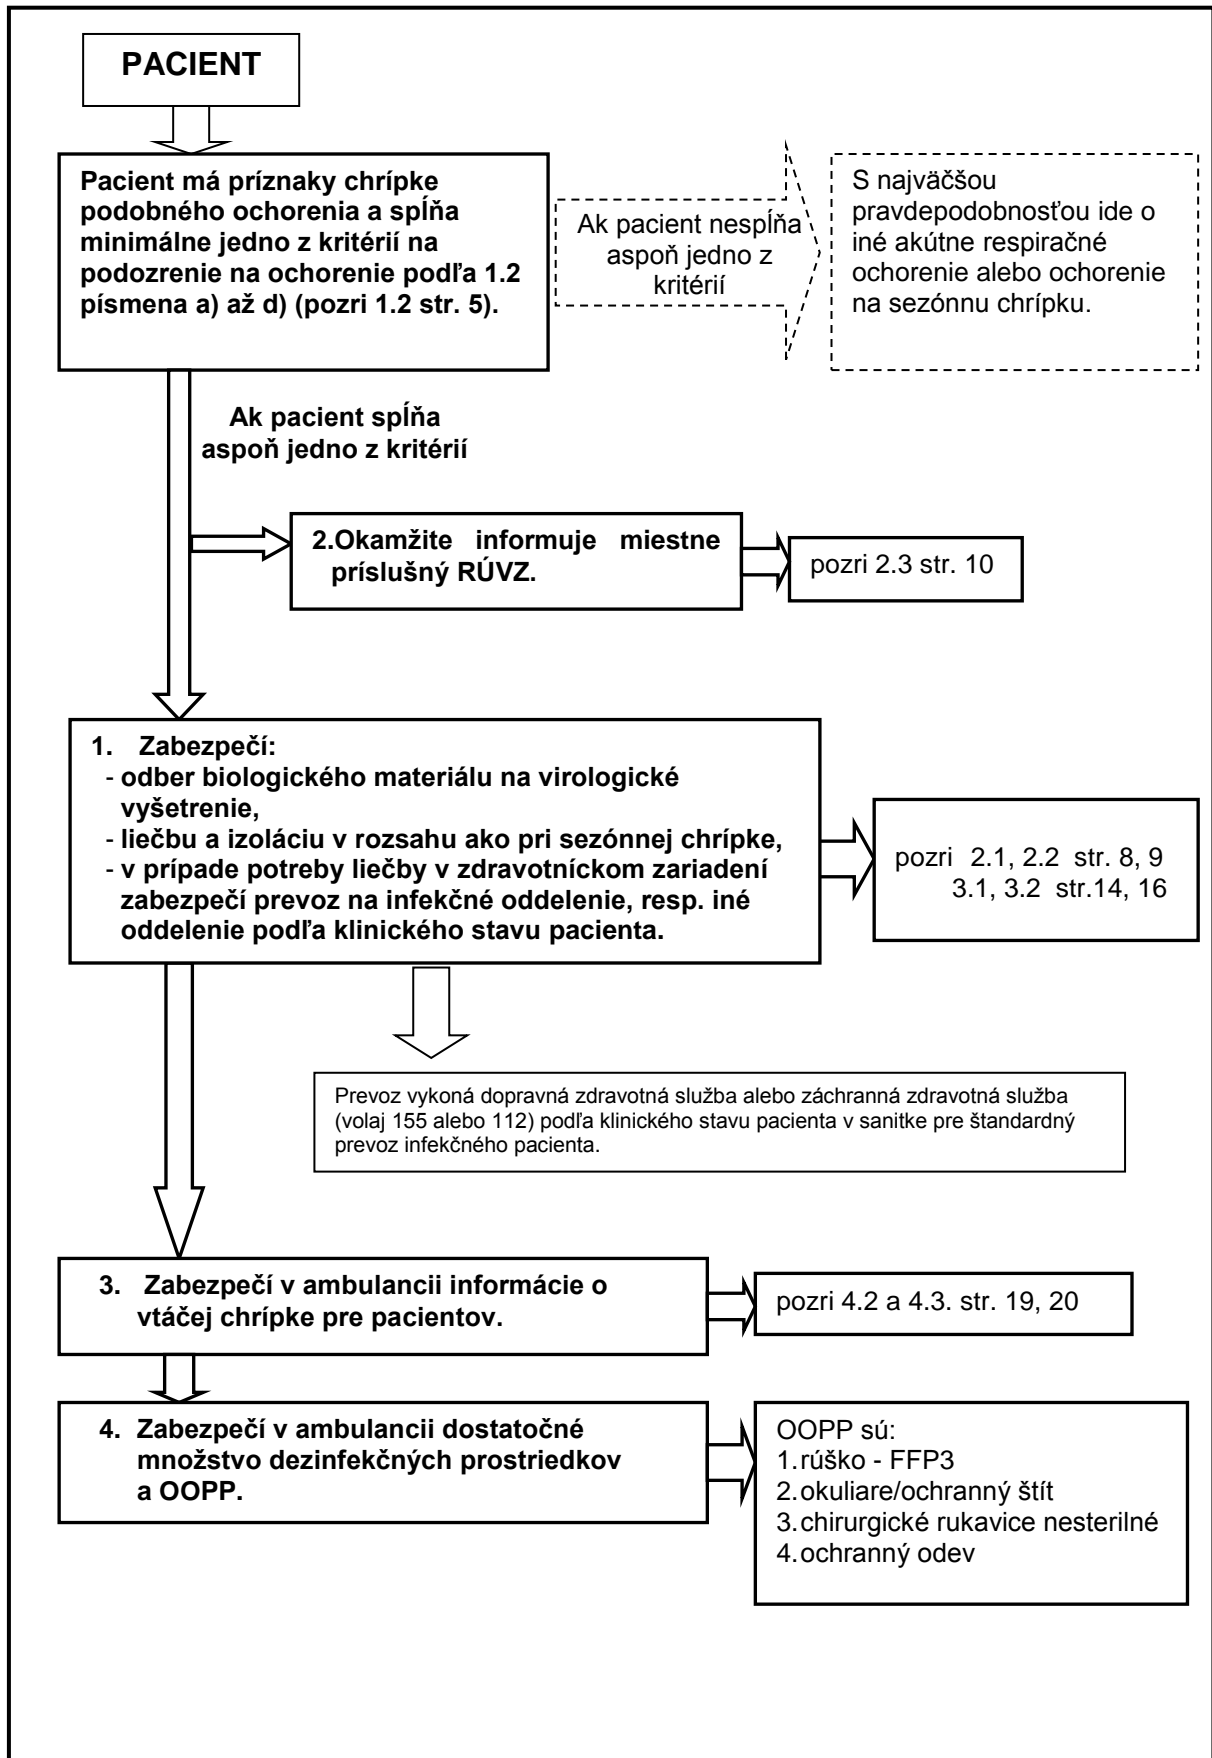 PACIENT
Pacient má príznaky chrípke
podobného ochorenia a spĺňa
minimálne jedno z kritérií na
podozrenie na ochorenie podľa 1.2
písmena a) až d) (pozri 1.2 str. 5).
Ak pacient nespĺňa
aspoň jedno z
kritérií
S najväčšou
pravdepodobnosťou ide o
iné akútne respiračné
ochorenie alebo ochorenie
na sezónnu chrípku.
Ak pacient spĺňa
aspoň jedno z kritérií
2.Okamžite informuje miestne
príslušný RÚVZ.
pozri 2.3 str. 10
1. Zabezpečí:
- odber biologického materiálu na virologické
vyšetrenie,
- liečbu a izoláciu v rozsahu ako pri sezónnej chrípke,
- v prípade potreby liečby v zdravotníckom zariadení
zabezpečí prevoz na infekčné oddelenie, resp. iné
oddelenie podľa klinického stavu pacienta.
pozri 2.1, 2.2 str. 8, 9
3.1, 3.2 str.14, 16
Prevoz vykoná dopravná zdravotná služba alebo záchranná zdravotná služba
(volaj 155 alebo 112) podľa klinického stavu pacienta v sanitke pre štandardný
prevoz infekčného pacienta.
3. Zabezpečí v ambulancii informácie o
vtáčej chrípke pre pacientov.
pozri 4.2 a 4.3. str. 19, 20
4. Zabezpečí v ambulancii dostatočné
množstvo dezinfekčných prostriedkov
a OOPP.
OOPP sú:
1.rúško - FFP3
2.okuliare/ochranný štít
3.chirurgické rukavice nesterilné
4.ochranný odev